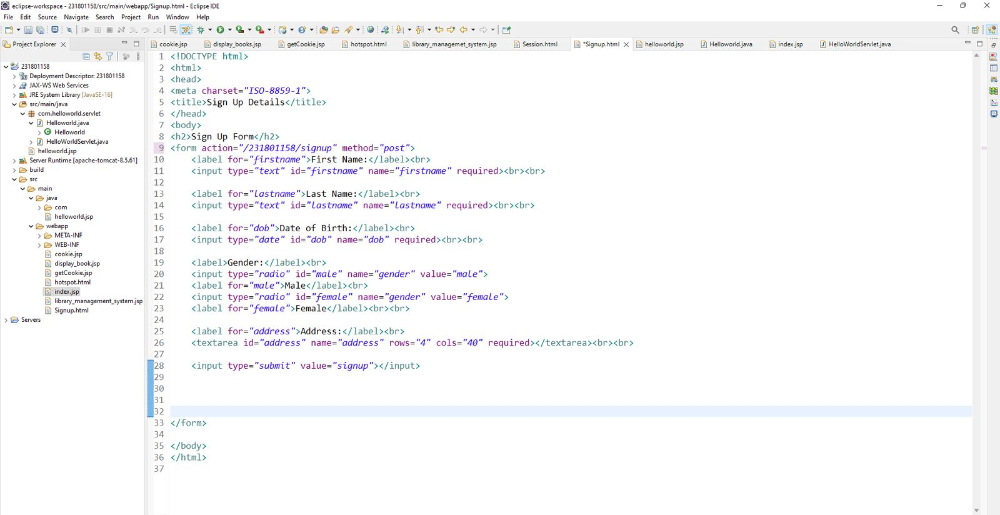 eclipse-workspace - 231801158/src/main/webapp/Signup.html - Eclipse IDE
File Edit Source Navigate Search Project Run Window Help
Project Explorer
cookie.jsp display_books.jsp getCookie.jsp hotspot.html library_managemet_system.jsp Session.html *Signup.html helloworld.jsp Helloworld.java index.jsp HelloWorldServlet.java
231801158
Deployment Descriptor: 231801158
JAX-WS Web Services
JRE System Library [JavaSE-16]
src/main/java
com.helloworld.servlet
Helloworld.java
Helloworld
HelloWorldServlet.java
helloworld.jsp
Server Runtime [apache-tomcat-8.5.61]
build
src
main
java
com
helloworld.jsp
webapp
META-INF
WEB-INF
cookie.jsp
display_book.jsp
getCookie.jsp
hotspot.html
index.jsp
library_management_system.jsp
Signup.html
Servers
1 <!DOCTYPE html>
2 <html>
3 <head>
4 <meta charset="ISO-8859-1">
5 <title>Sign Up Details</title>
6 </head>
7 <body>
8 <h2>Sign Up Form</h2>
9 <form action="/231801158/signup" method="post">
10 <label for="firstname">First Name:</label><br>
11 <input type="text" id="firstname" name="firstname" required><br><br>
12
13 <label for="lastname">Last Name:</label><br>
14 <input type="text" id="lastname" name="lastname" required><br><br>
15
16 <label for="dob">Date of Birth:</label><br>
17 <input type="date" id="dob" name="dob" required><br><br>
18
19 <label>Gender:</label><br>
20 <input type="radio" id="male" name="gender" value="male">
21 <label for="male">Male</label><br>
22 <input type="radio" id="female" name="gender" value="female">
23 <label for="female">Female</label><br><br>
24
25 <label for="address">Address:</label><br>
26 <textarea id="address" name="address" rows="4" cols="40" required></textarea><br><br>
27
28 <input type="submit" value="signup"></input>
29
30
31
32
33 </form>
34
35 </body>
36 </html>
37